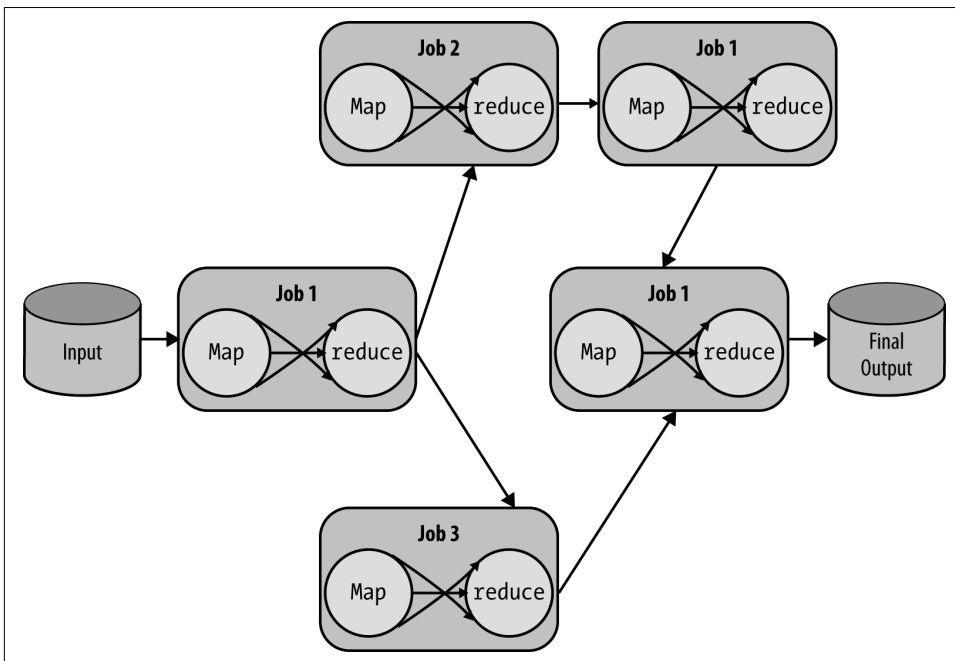 Job 2
Map
reduce
Job 1
Map
reduce
Input
Job 1
Map
reduce
Job 1
Map
reduce
Final
Output
Job 3
Map
reduce